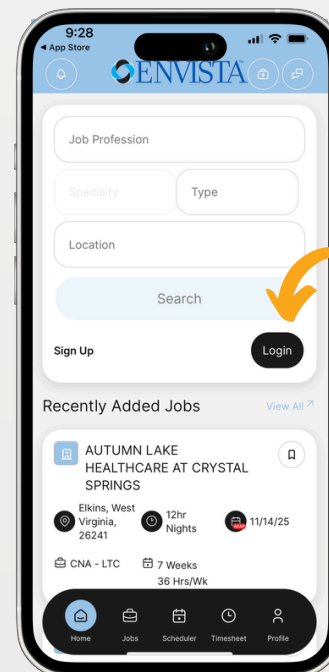 9:28
App Store
ENVISTA
Job Profession
Specialty
Type
Location
Search
Sign Up
Login
Recently Added Jobs
View All
AUTUMN LAKE
HEALTHCARE AT CRYSTAL
SPRINGS
Elkins, West
Virginia,
26241
12hr
Nights
ASAP
11/14/25
CNA - LTC
7 Weeks
36 Hrs/Wk
Home
Jobs
Scheduler
Timesheet
Profile